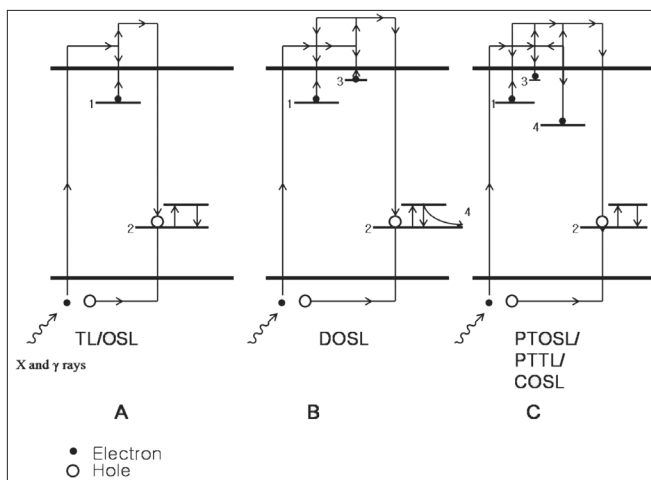 1
2
1
3
2
4
1
3
4
2
TL/OSL
X and γ rays
A
DOSL
B
PTOSL/
PTTL/
COSL
C
Electron
Hole